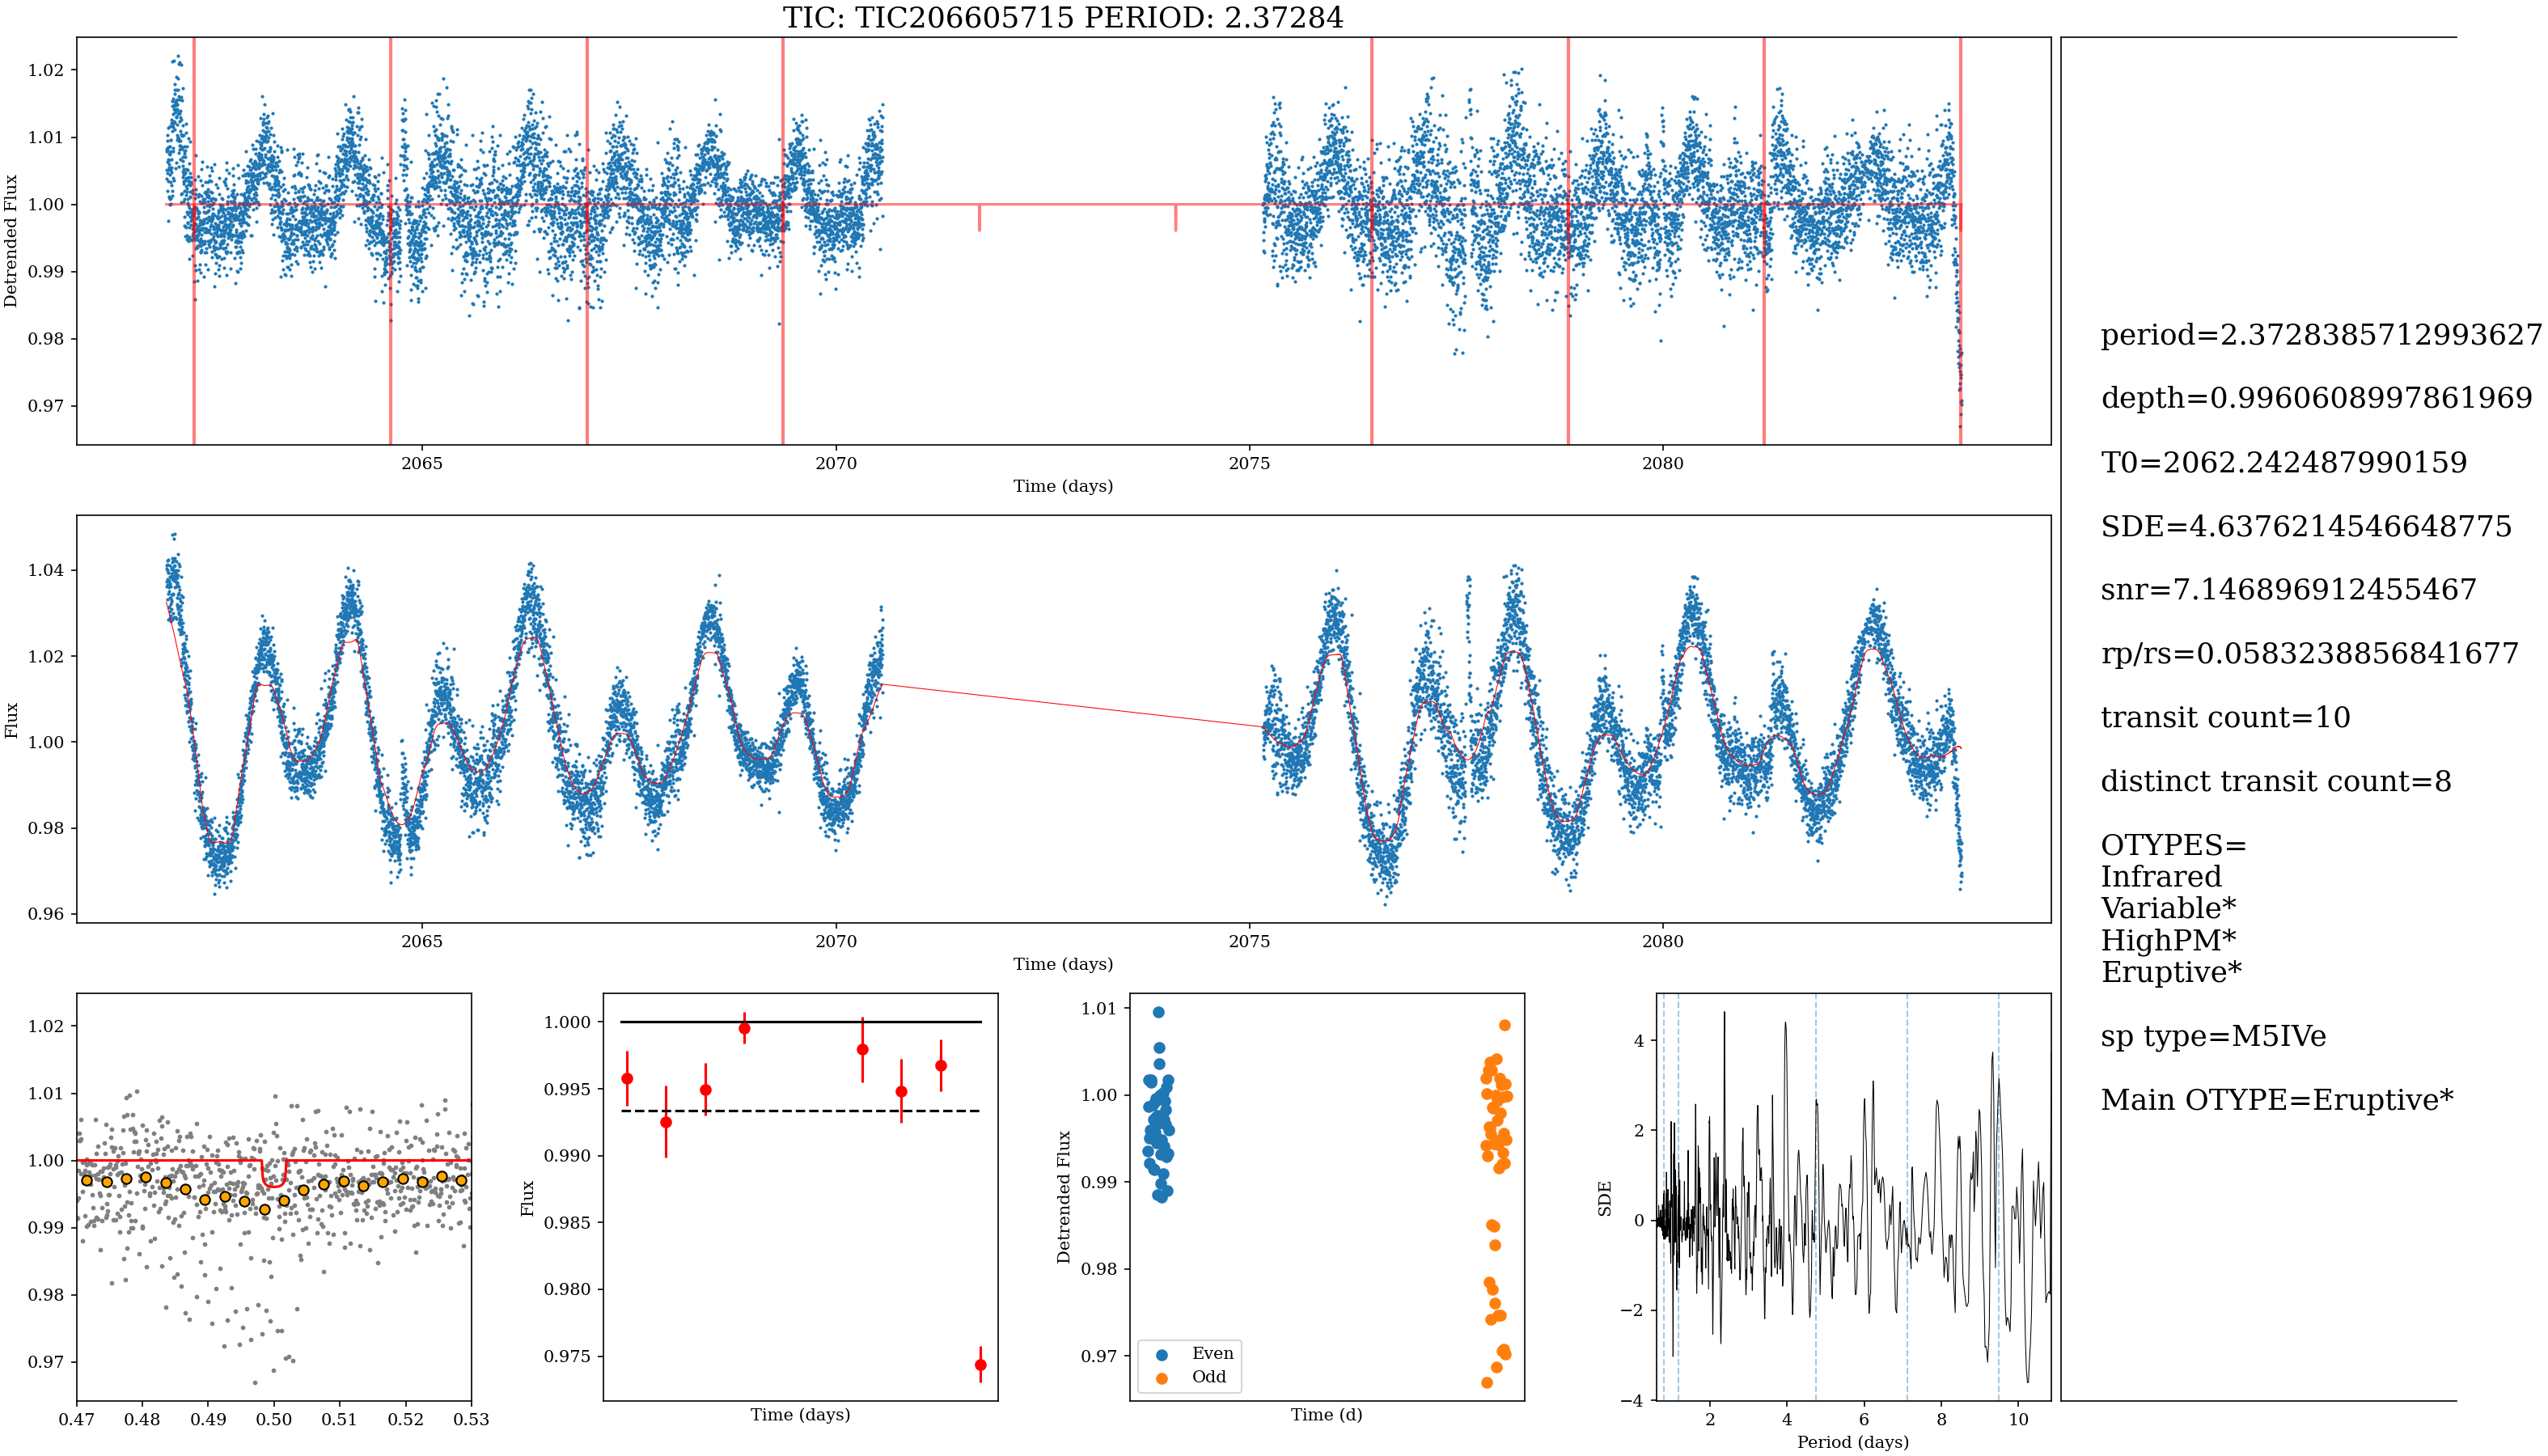 TIC: TIC206605715 PERIOD: 2.37284
1.02
1.01
1.00
0.99
0.98
0.97
Detrended Flux
2065
2070
2075
2080
Time (days)
1.04
1.02
1.00
0.98
0.96
Flux
2065
2070
2075
2080
Time (days)
1.02
1.01
1.00
0.99
0.98
0.97
0.47
0.48
0.49
0.50
0.51
0.52
0.53
1.000
0.995
0.990
0.985
0.980
0.975
Flux
Time (days)
1.01
1.00
0.99
0.98
0.97
Detrended Flux
Even
Odd
Time (d)
4
2
0
−2
−4
SDE
2
4
6
8
10
Period (days)
period=2.3728385712993627
depth=0.9960608997861969
T0=2062.242487990159
SDE=4.6376214546648775
snr=7.146896912455467
rp/rs=0.0583238856841677
transit count=10
distinct transit count=8
OTYPES=
Infrared
Variable*
HighPM*
Eruptive*
sp type=M5IVe
Main OTYPE=Eruptive*